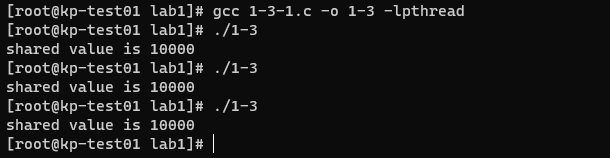 [root@kp-test01 lab1]# gcc 1-3-1.c -o 1-3 -lpthread
[root@kp-test01 lab1]# ./1-3
shared value is 10000
[root@kp-test01 lab1]# ./1-3
shared value is 10000
[root@kp-test01 lab1]# ./1-3
shared value is 10000
[root@kp-test01 lab1]#